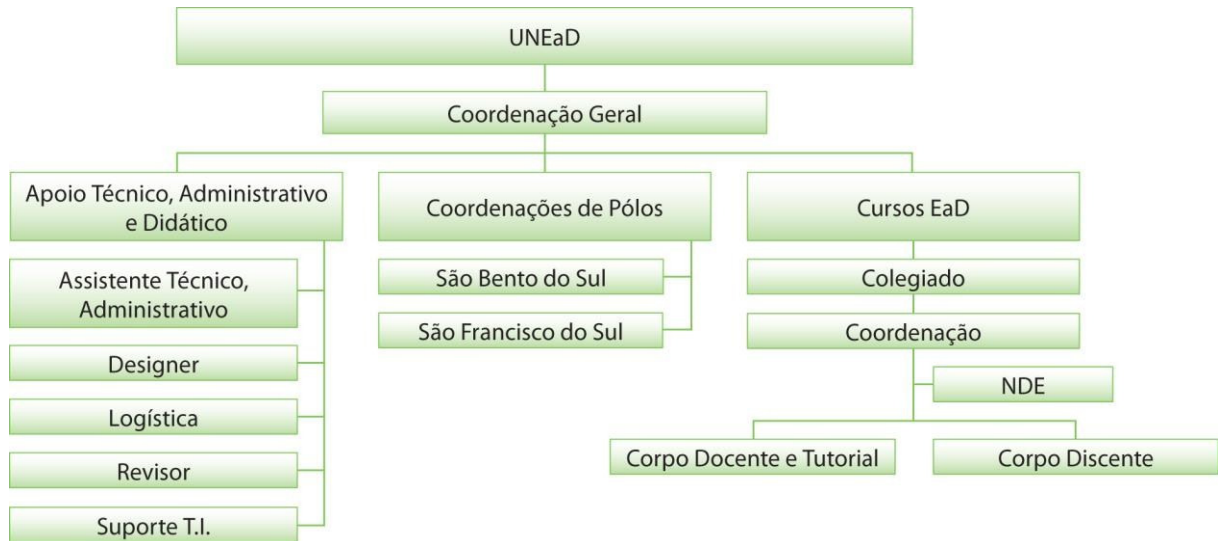 UNEaD
Coordenação Geral
Apoio Técnico, Administrativo
e Didático
Coordenações de Pólos
Cursos EaD
Assistente Técnico,
Administrativo
Designer
Logística
Revisor
Suporte T.I.
São Bento do Sul
São Francisco do Sul
Colegiado
Coordenação
NDE
Corpo Docente e Tutorial
Corpo Discente